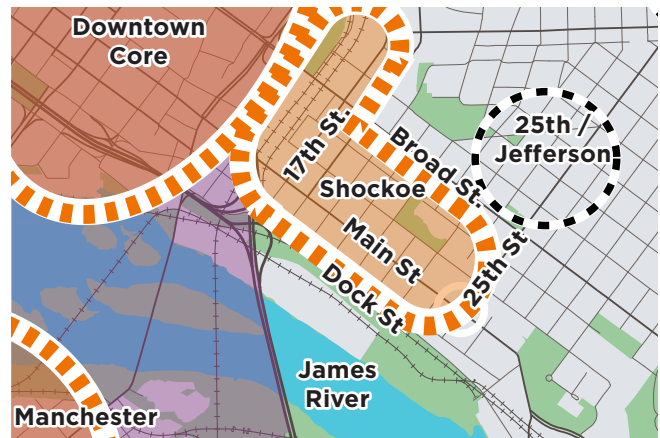 Downtown
Core
17th St.
25th /
Jefferson
Broad St.
Shockoe
Main St
25th St
Dock St
James
River
Manchester